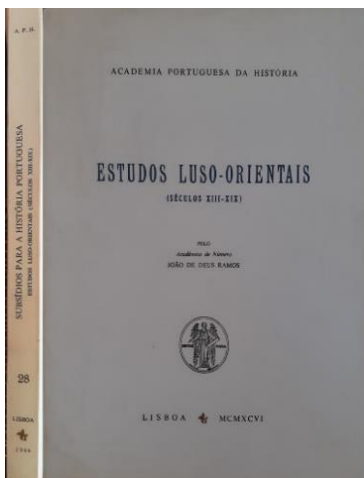 A. P. H.
SUBSÍDIOS PARA A HISTÓRIA PORTUGUESA
ESTUDOS LUSO-ORIENTAIS (SÉCULOS XIII-XIX)
28
LISBOA
1996
ACADEMIA PORTUGUESA DA HISTÓRIA
ESTUDOS LUSO-ORIENTAIS
(SÉCULOS XIII-XIX)
PELO
Académico de Número
JOÃO DE DEUS RAMOS
LISBOA MCMXCVI